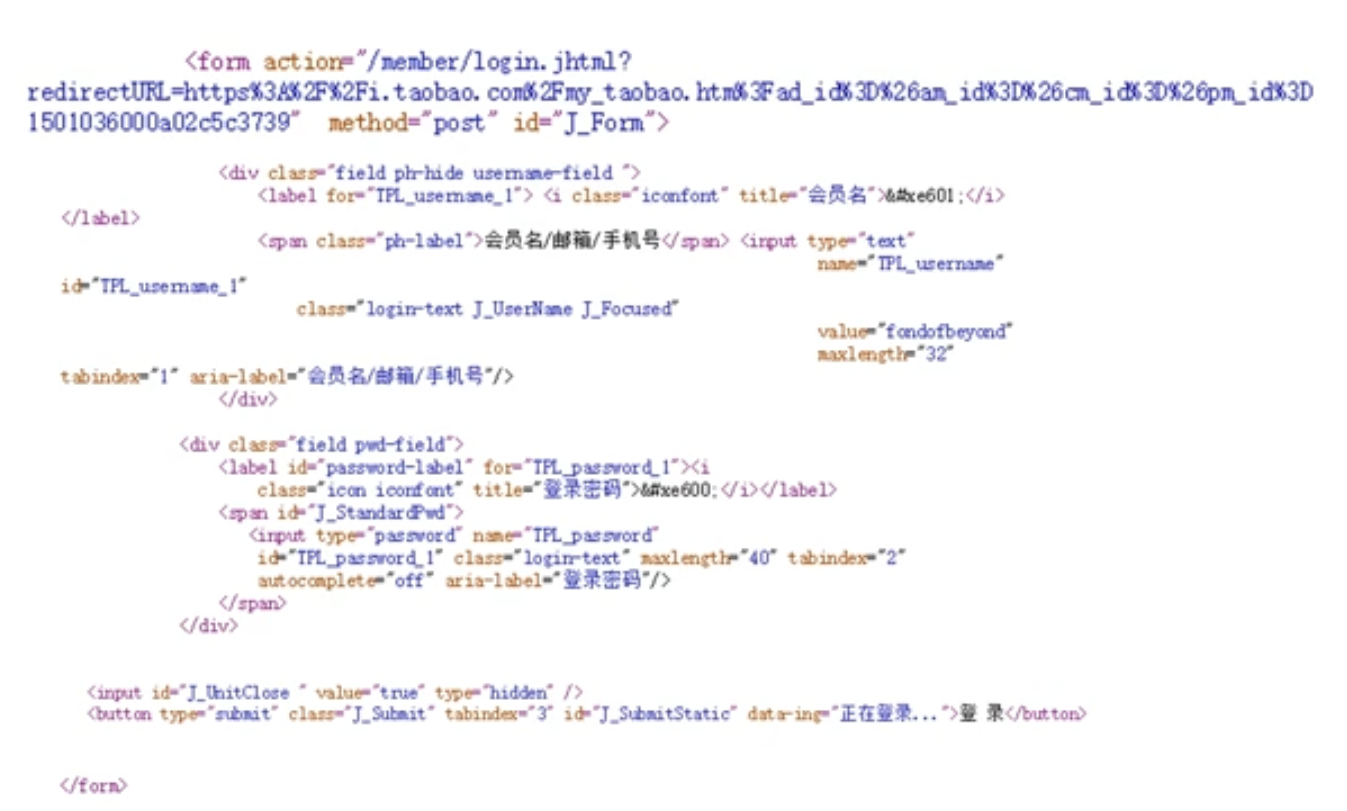 <form action="/member/login.jhtml?
redirectURL=https%3A%2F%2Fi.taobao.com%2Fmy_taobao.htm%3Fad_id%3D%26am_id%3D%26cm_id%3D%26pm_id%3D
1501036000a02c5c3739" method="post" id="J_Form">
<div class="field ph-hide username-field ">
<label for="TPL_username_1"> <i class="iconfont" title="会员名">&#xe601;</i>
</label>
<span class="ph-label">会员名/邮箱/手机号</span> <input type="text"
name="TPL_username"
id="TPL_username_1"
class="login-text J_UserName J_Focused"
value="fondofbeyond"
maxlength="32"
tabindex="1" aria-label="会员名/邮箱/手机号"/>
</div>
<div class="field pwd-field">
<label id="password-label" for="TPL_password_1"><i
class="icon iconfont" title="登录密码">&#xe600;</i></label>
<span id="J_StandardPwd">
<input type="password" name="TPL_password"
id="TPL_password_1" class="login-text" maxlength="40" tabindex="2"
autocomplete="off" aria-label="登录密码"/>
</span>
</div>
<input id="J_UnitClose " value="true" type="hidden" />
<button type="submit" class="J_Submit" tabindex="3" id="J_SubmitStatic" data-ing="正在登录...">登 录</button>
</form>